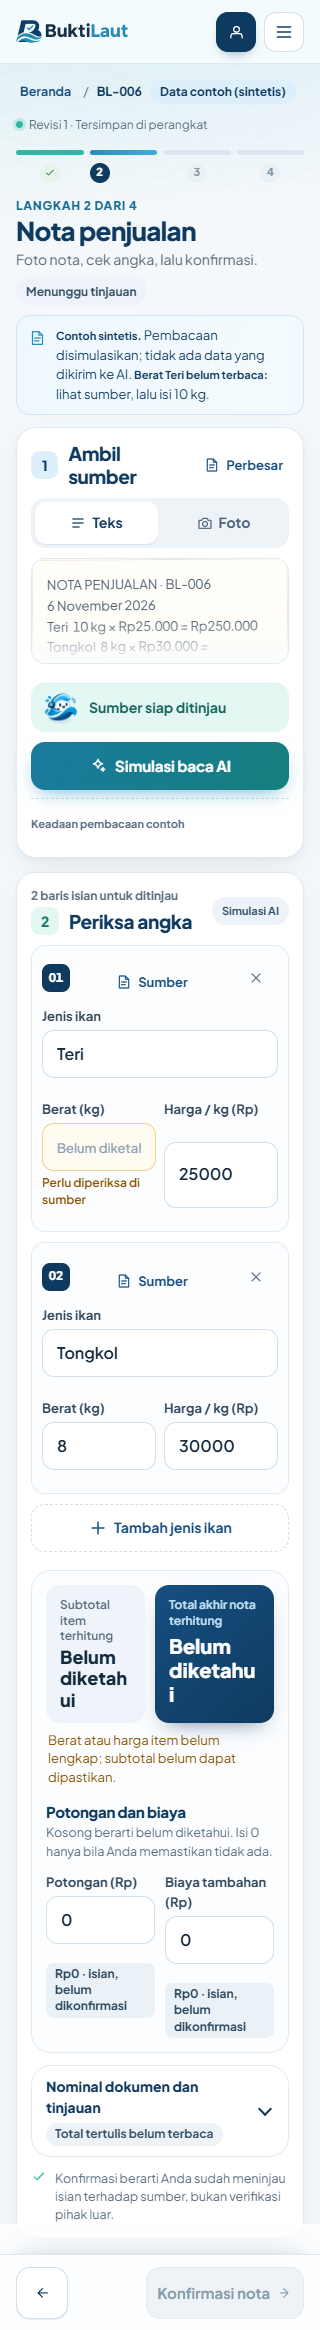 BuktiLaut
Beranda / BL-006 Data contoh (sintetis)
Revisi 1 · Tersimpan di perangkat
2 3 4
LANGKAH 2 DARI 4
Nota penjualan
Foto nota, cek angka, lalu konfirmasi.
Menunggu tinjauan
Contoh sintetis. Pembacaan
disimulasikan; tidak ada data yang
dikirim ke AI. Berat Teri belum terbaca:
lihat sumber, lalu isi 10 kg.
1 Ambil
sumber
Perbesar
Teks Foto
NOTA PENJUALAN · BL-006
6 November 2026
Teri 10 kg × Rp25.000 = Rp250.000
Tongkol 8 kg × Rp30.000 =
Sumber siap ditinjau
Simulasi baca AI
Keadaan pembacaan contoh
2 baris isian untuk ditinjau
2 Periksa angka
Simulasi AI
01 Sumber
Jenis ikan
Teri
Berat (kg) Harga / kg (Rp)
Belum diketal 25000
Perlu diperiksa di
sumber
02 Sumber
Jenis ikan
Tongkol
Berat (kg) Harga / kg (Rp)
8 30000
Tambah jenis ikan
Subtotal
item
terhitung
Belum
diketah
ui
Total akhir nota
terhitung
Belum
diketahu
i
Berat atau harga item belum
lengkap; subtotal belum dapat
dipastikan.
Potongan dan biaya
Kosong berarti belum diketahui. Isi 0
hanya bila Anda memastikan tidak ada.
Potongan (Rp)
0
Rp0 · isian,
belum
dikonfirmasi
Biaya tambahan
(Rp)
0
Rp0 · isian,
belum
dikonfirmasi
Nominal dokumen dan
tinjauan
Total tertulis belum terbaca
Konfirmasi berarti Anda sudah meninjau
isian terhadap sumber, bukan verifikasi
pihak luar.
Konfirmasi nota